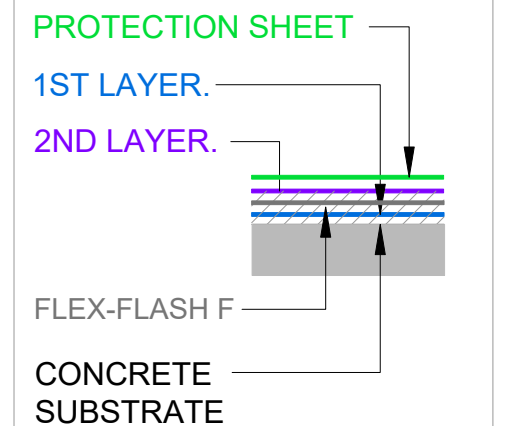 PROTECTION SHEET
1ST LAYER.
2ND LAYER.
FLEX-FLASH F
CONCRETE
SUBSTRATE